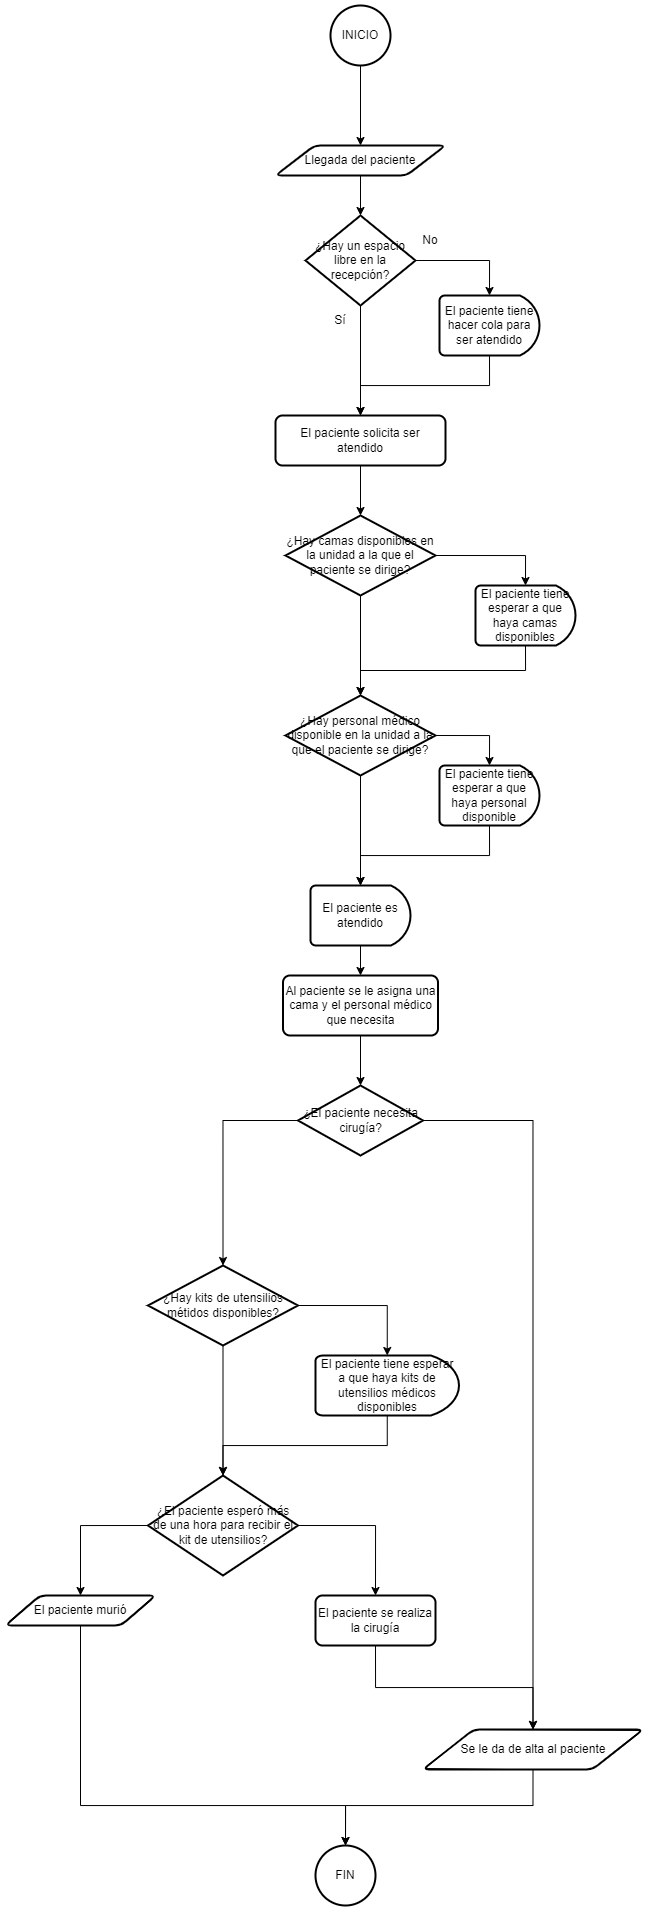 INICIO
Llegada del paciente
¿Hay un espacio
libre en la
recepción?
No
Sí
El paciente tiene
hacer cola para
ser atendido
El paciente solicita ser
atendido
¿Hay camas disponibles en
la unidad a la que el
paciente se dirige?
El paciente tiene
esperar a que
haya camas
disponibles
¿Hay personal médico
disponible en la unidad a la
que el paciente se dirige?
El paciente tiene
esperar a que
haya personal
disponible
El paciente es
atendido
Al paciente se le asigna una
cama y el personal médico
que necesita
¿El paciente necesita
cirugía?
¿Hay kits de utensilios
métidos disponibles?
El paciente tiene esperar
a que haya kits de
utensilios médicos
disponibles
¿El paciente esperó más
de una hora para recibir el
kit de utensilios?
El paciente murió
El paciente se realiza
la cirugía
Se le da de alta al paciente
FIN